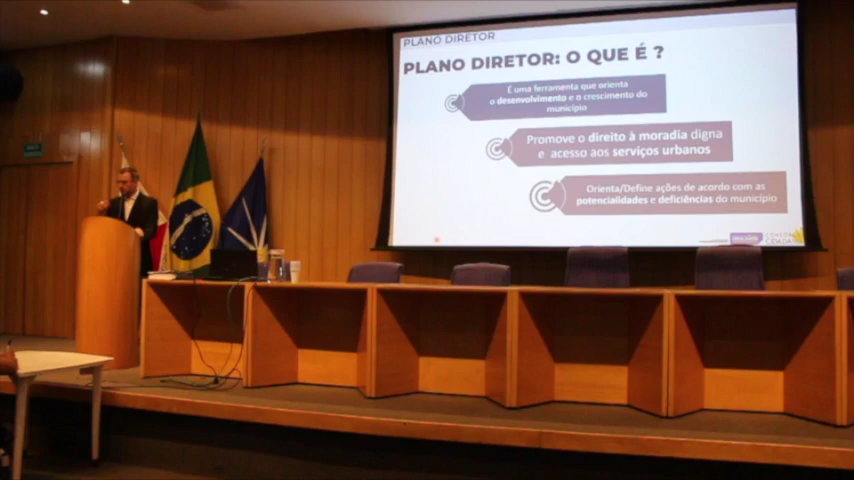 PLANO DIRETOR
PLANO DIRETOR: O QUE É ?
É uma ferramenta que orienta
o desenvolvimento e o crescimento do
município
Promove o direito à moradia digna
e acesso aos serviços urbanos
Orienta/Define ações de acordo com as
potencialidades e deficiências do município
CIDADE